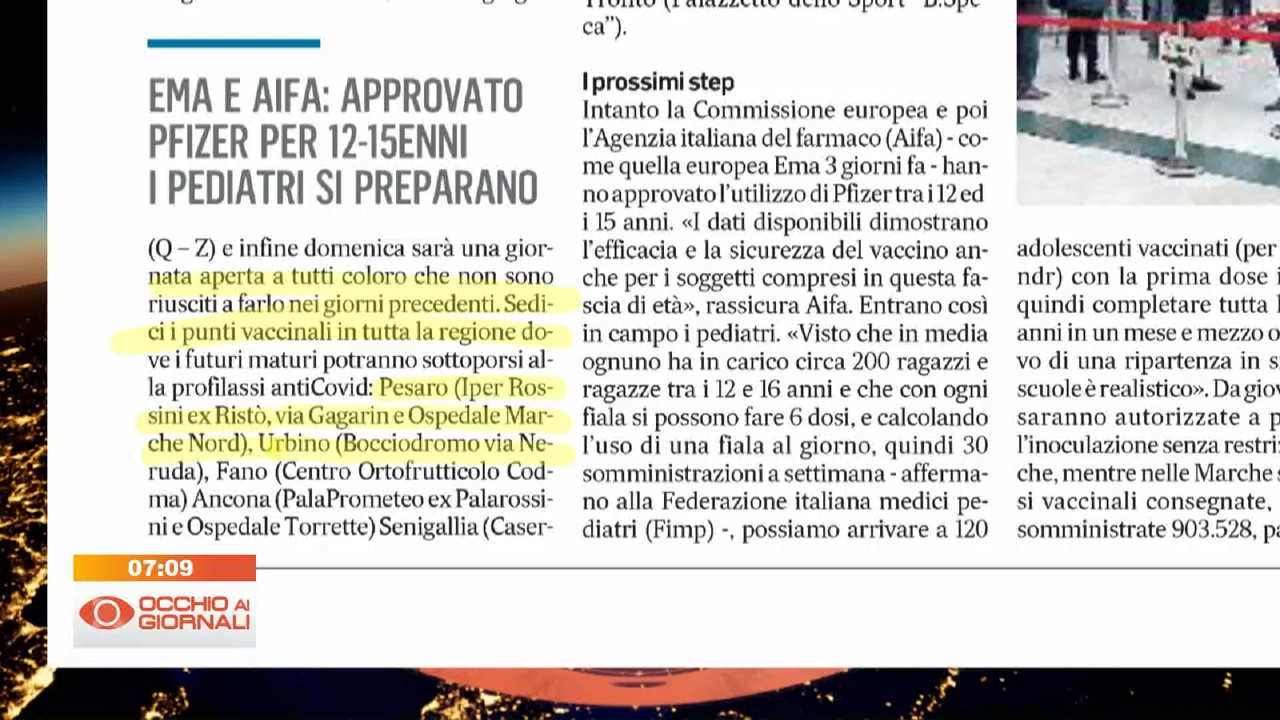 EMA E AIFA: APPROVATO
PFIZER PER 12-15ENNI
I PEDIATRI SI PREPARANO
(Q – Z) e infine domenica sarà una gior-
nata aperta a tutti coloro che non sono
riusciti a farlo nei giorni precedenti. Sedi-
ci i punti vaccinali in tutta la regione do-
ve i futuri maturi potranno sottoporsi al-
la profilassi antiCovid: Pesaro (Iper Ros-
sini ex Ristò, via Gagarin e Ospedale Mar-
che Nord), Urbino (Bocciodromo via Ne-
ruda), Fano (Centro Ortofrutticolo Cod-
ma) Ancona (PalaPrometeo ex Palarossi-
ni e Ospedale Torrette) Senigallia (Caser-
Tronto (Palazzetto dello Sport "B.Spe-
ca").
I prossimi step
Intanto la Commissione europea e poi
l'Agenzia italiana del farmaco (Aifa) - co-
me quella europea Ema 3 giorni fa - han-
no approvato l'utilizzo di Pfizer tra i 12 ed
i 15 anni. «I dati disponibili dimostrano
l'efficacia e la sicurezza del vaccino an-
che per i soggetti compresi in questa fa-
scia di età», rassicura Aifa. Entrano così
in campo i pediatri. «Visto che in media
ognuno ha in carico circa 200 ragazzi e
ragazze tra i 12 e 16 anni e che con ogni
fiala si possono fare 6 dosi, e calcolando
l'uso di una fiala al giorno, quindi 30
somministrazioni a settimana - afferma-
no alla Federazione italiana medici pe-
diatri (Fimp) -, possiamo arrivare a 120
adolescenti vaccinati (per
ndr) con la prima dose i
quindi completare tutta l
anni in un mese e mezzo o
vo di una ripartenza in s
scuole è realistico». Da giov
saranno autorizzate a p
l'inoculazione senza restri
che, mentre nelle Marche s
si vaccinali consegnate,
somministrate 903.528, pa
07:09
OCCHIO AI
GIORNALI